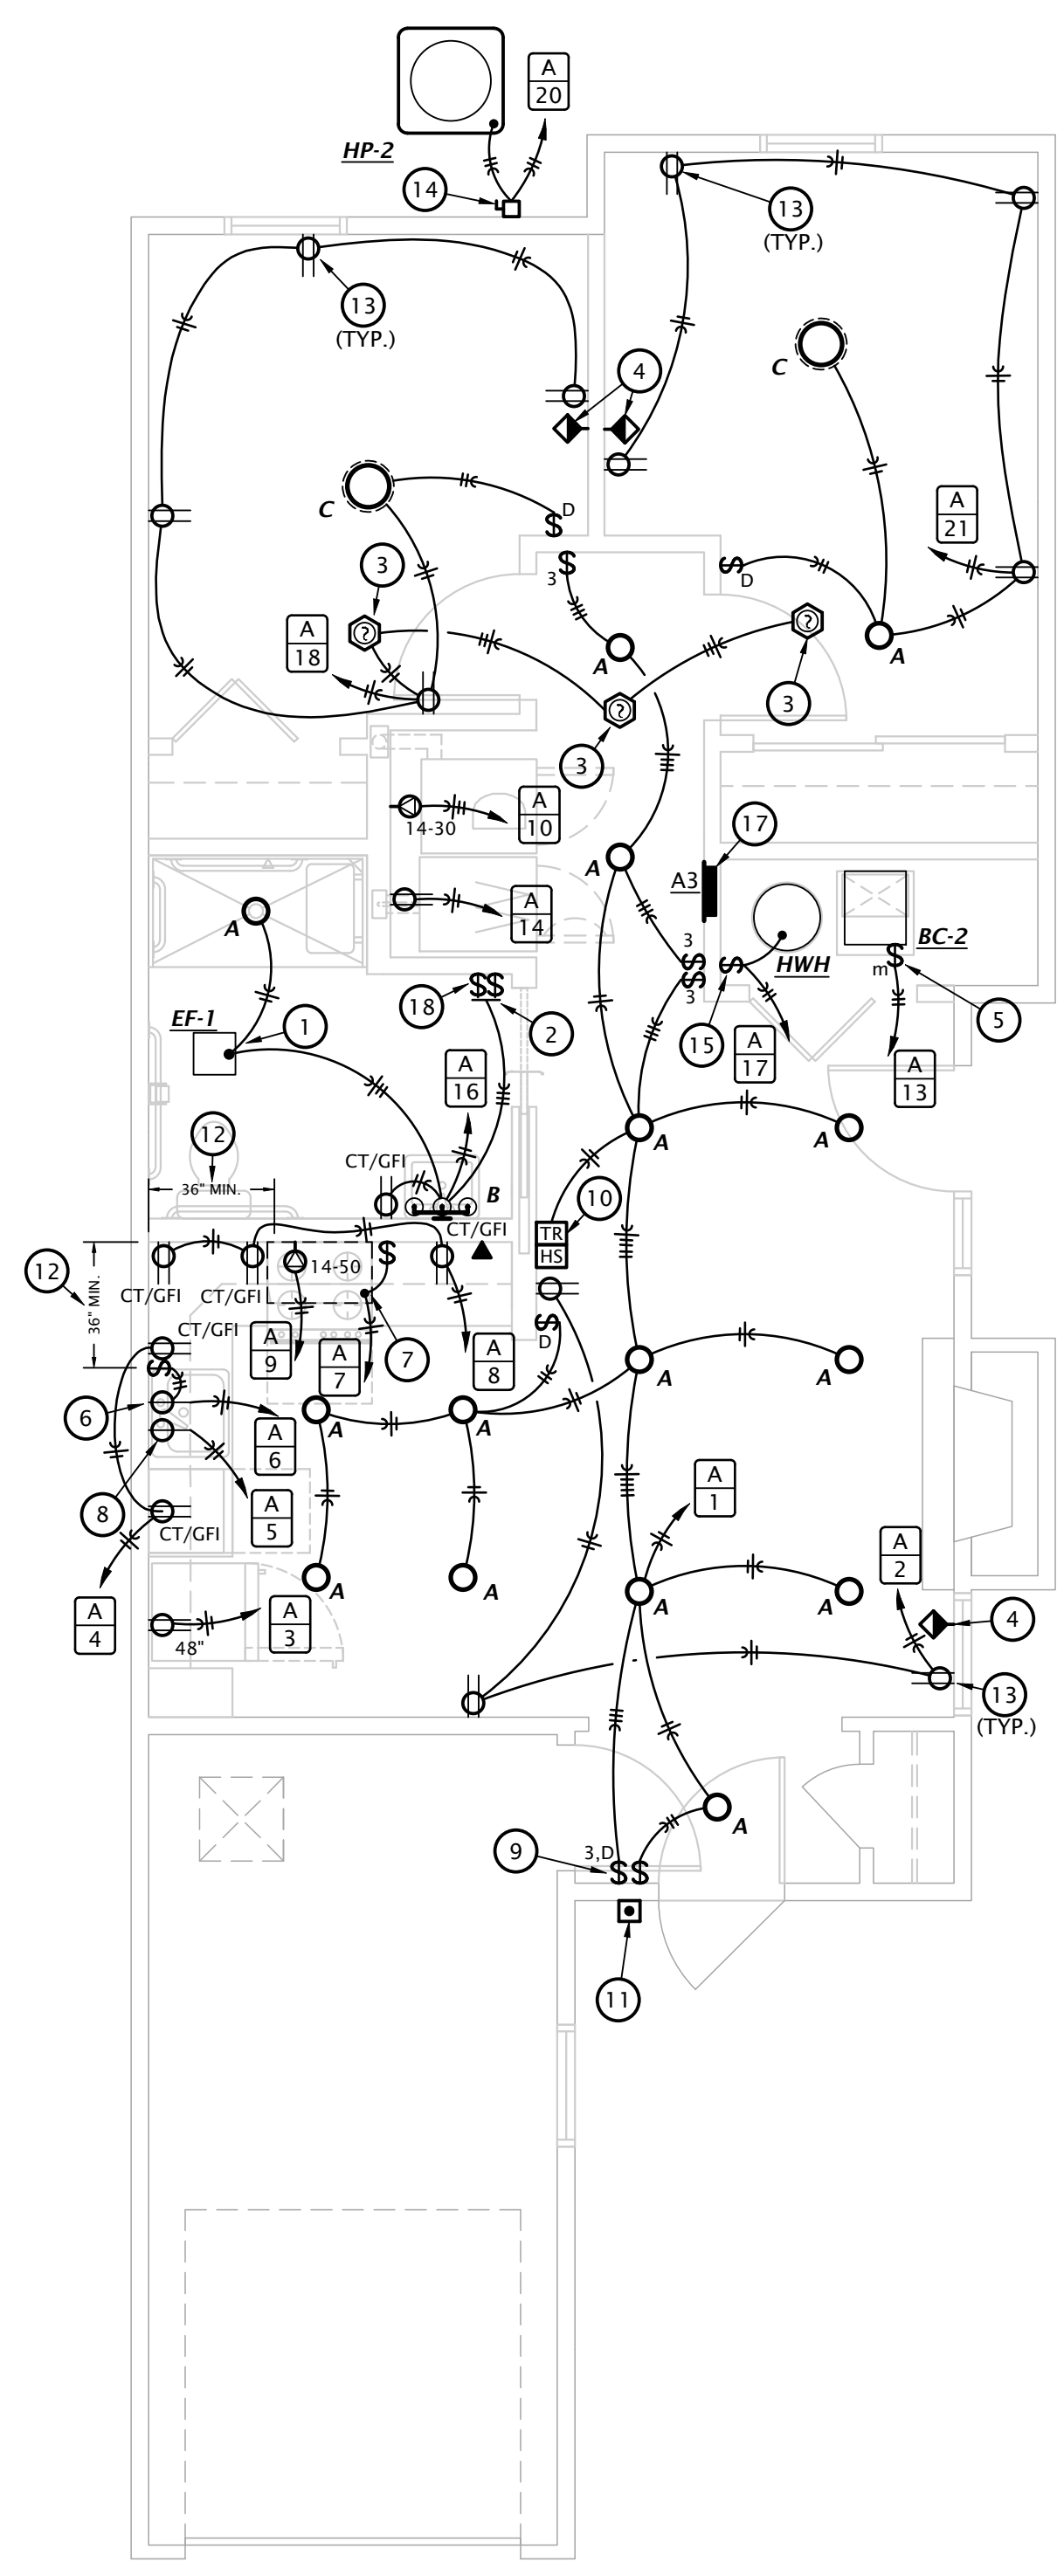 A
20
HP-2
14
13
(TYP.)
13
(TYP.)
4
C
C
A
21
D
3
3
D
A
18
A
A
3
3
A
10
14-30
17
A
A3
A
14
A
BC-2
3
HWH
m
3
18
2
5
EF-1
1
15
A
16
A
17
A
13
12
A
A
CT/GFI
36" MIN.
B
10
CT/GFI
TR
HS
14-50
12
36" MIN.
CT/GFI
CT/GFI
CT/GFI
D
A
9
A
7
7
A
8
A
A
6
A
A
A
6
8
A
5
A
1
CT/GFI
A
2
A
A
A
A
A
4
A
3
48"
4
13
(TYP.)
A
9
3,D
11